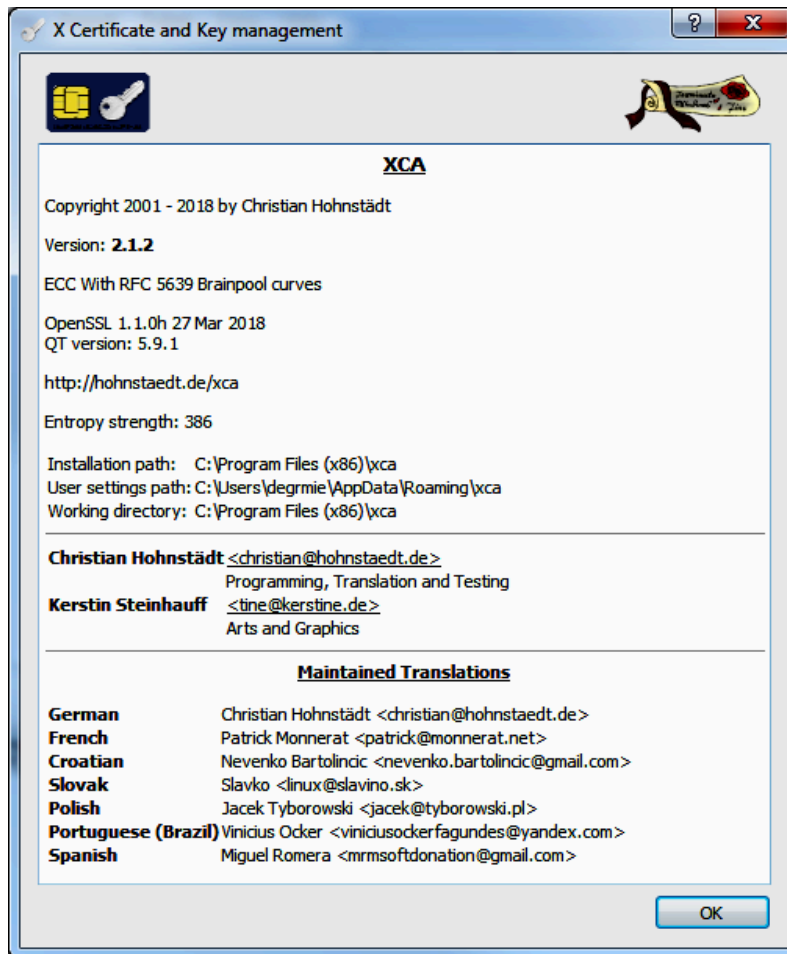 X Certificate and Key management
XCA
Copyright 2001 - 2018 by Christian Hohnstädt
Version: 2.1.2
ECC With RFC 5639 Brainpool curves
OpenSSL 1.1.0h 27 Mar 2018
QT version: 5.9.1
http://hohnstaedt.de/xca
Entropy strength: 386
Installation path: C:\Program Files (x86)\xca
User settings path: C:\Users\degrmie\AppData\Roaming\xca
Working directory: C:\Program Files (x86)\xca
Christian Hohnstädt <christian@hohnstaedt.de>
Programming, Translation and Testing
Kerstin Steinhauff <tine@kerstine.de>
Arts and Graphics
Maintained Translations
German Christian Hohnstädt <christian@hohnstaedt.de>
French Patrick Monnerat <patrick@monnerat.net>
Croatian Nevenko Bartolincic <nevenko.bartolincic@gmail.com>
Slovak Slavko <linux@slavino.sk>
Polish Jacek Tyborowski <jacek@tyborowski.pl>
Portuguese (Brazil) Vinicius Ocker <viniciusockerfagundes@yandex.com>
Spanish Miguel Romera <mrmsoftdonation@gmail.com>
OK